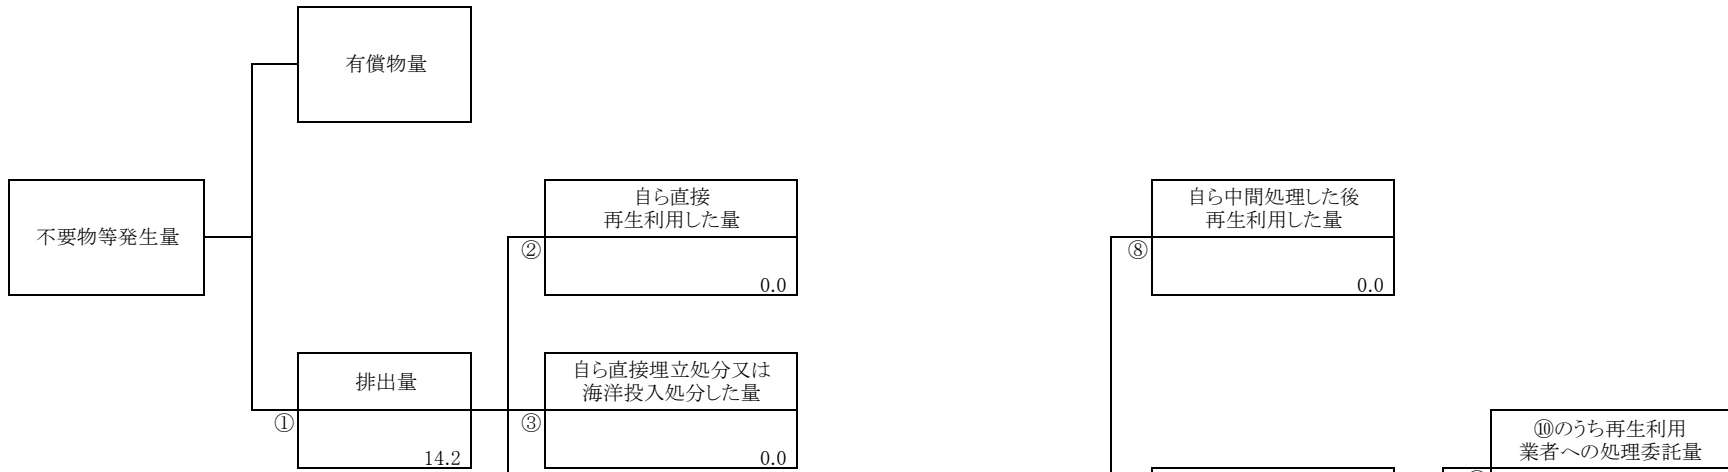 有償物量
不要物等発生量
自ら直接
再生利用した量
②
0.0
自ら中間処理した後
再生利用した量
⑧
0.0
排出量
①
14.2
自ら直接埋立処分又は
海洋投入処分した量
③
0.0
⑩のうち再生利用
業者への処理委託量